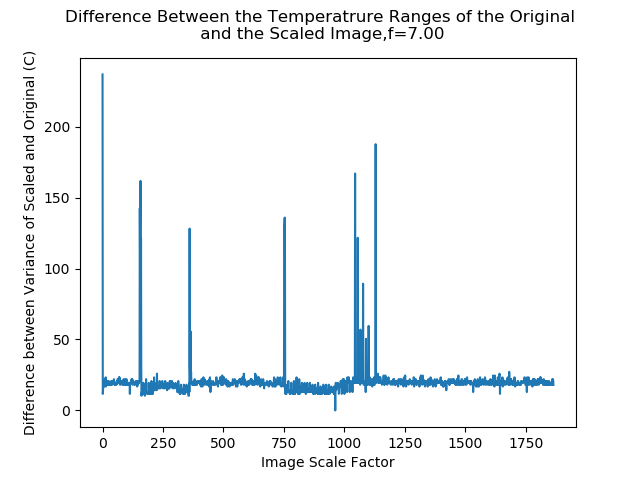 Difference Between the Temperatrure Ranges of the Original
and the Scaled Image,f=7.00
Difference between Variance of Scaled and Original (C)
200
150
100
50
0
0 250 500 750 1000 1250 1500 1750
Image Scale Factor